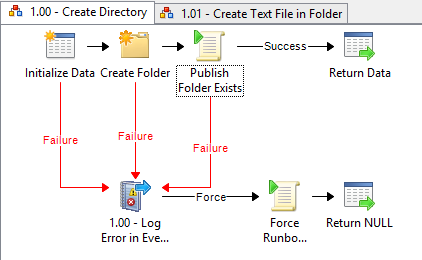 1.00 - Create Directory
1.01 - Create Text File in Folder
Initialize Data
Create Folder
Publish
Folder Exists
Success
Return Data
Failure
Failure
Failure
1.00 - Log
Error in Eve...
Force
Force
Runbo...
Return NULL